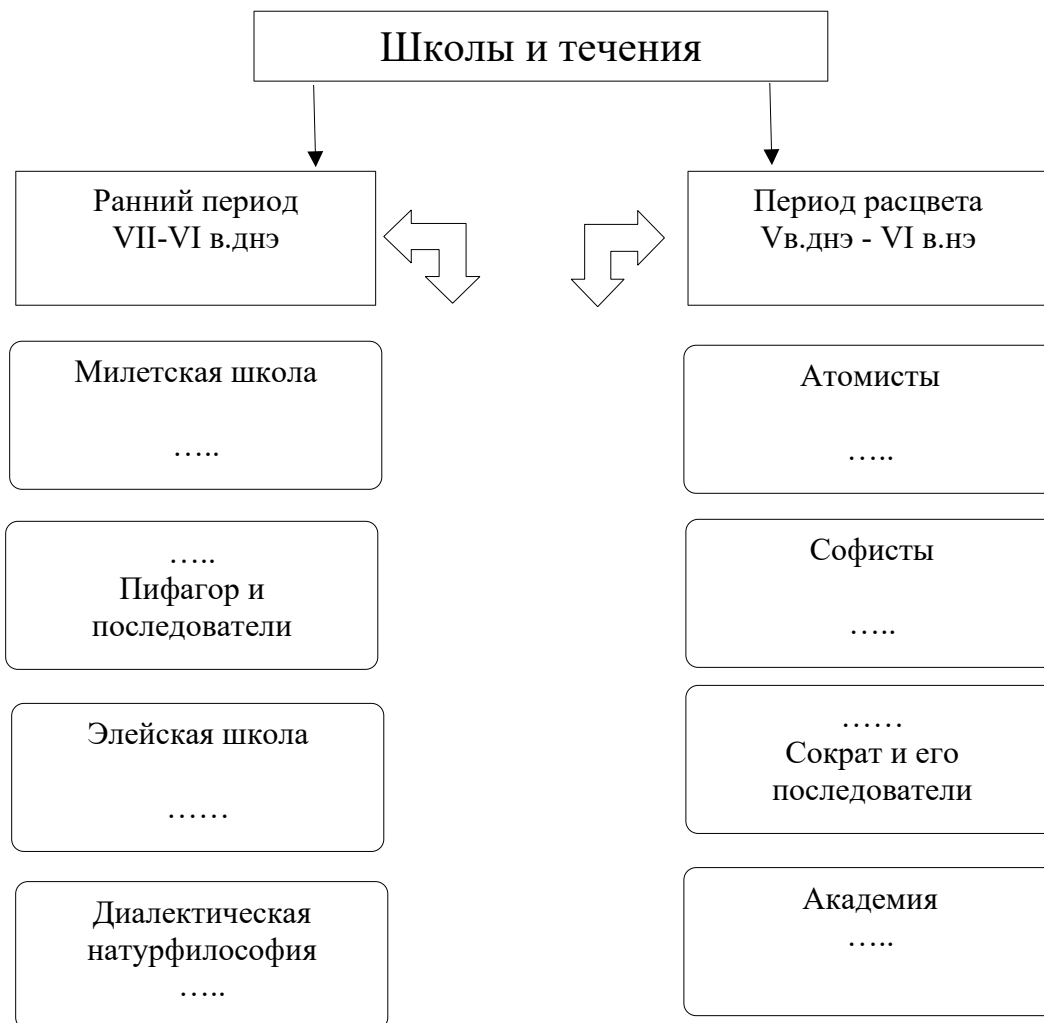 Школы и течения
Ранний период
VII-VI в.днэ
Период расцвета
Vв.днэ - VI в.нэ
Милетская школа
…..
Атомисты
…..
…..
Пифагор и
последователи
Софисты
…..
Элейская школа
……
……
Сократ и его
последователи
Диалектическая
натурфилософия
…..
Академия
…..